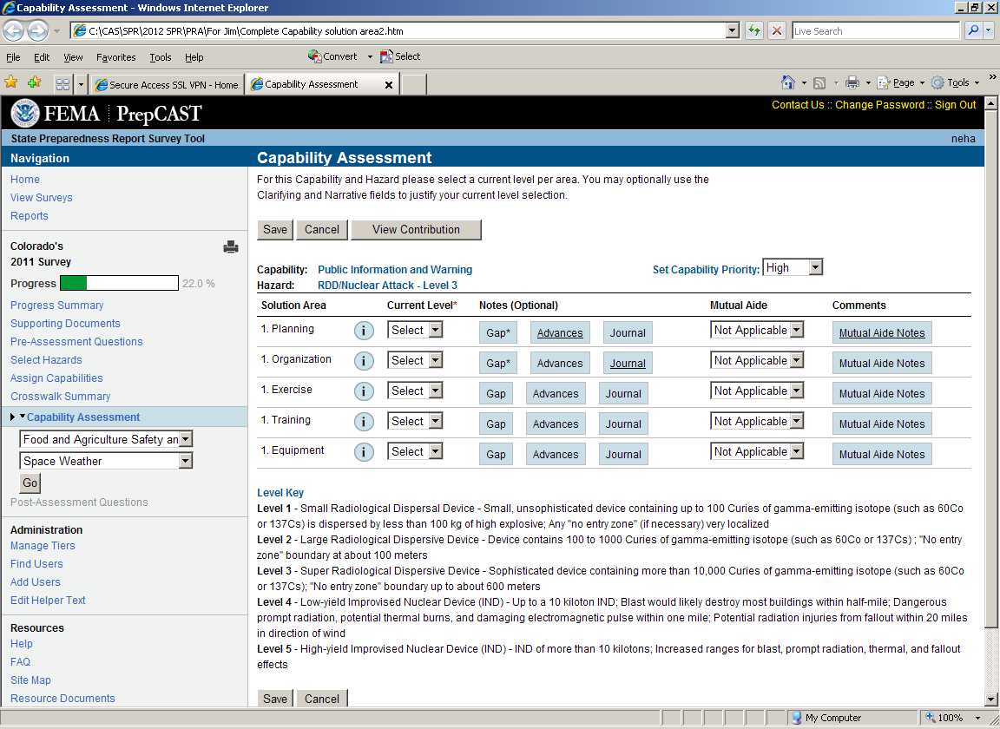 Capability Assessment - Windows Internet Explorer
C:\CAS\SPR\2012 SPR\PRA\For Jim\Complete Capability solution area2.htm
Live Search
File Edit View Favorites Tools Help
Convert Select
Secure Access SSL VPN - Home
Capability Assessment
Page Tools
FEMA PrepCAST
Contact Us :: Change Password :: Sign Out
State Preparedness Report Survey Tool
neha
Navigation
Home
View Surveys
Reports
Colorado's
2011 Survey
Progress 22.0 %
Progress Summary
Supporting Documents
Pre-Assessment Questions
Select Hazards
Assign Capabilities
Crosswalk Summary
Capability Assessment
Food and Agriculture Safety an
Space Weather
Go
Post-Assessment Questions
Administration
Manage Tiers
Find Users
Add Users
Edit Helper Text
Resources
Help
FAQ
Site Map
Resource Documents
Capability Assessment
For this Capability and Hazard please select a current level per area. You may optionally use the
Clarifying and Narrative fields to justify your current level selection.
Save Cancel View Contribution
Capability: Public Information and Warning
Set Capability Priority: High
Hazard: RDD/Nuclear Attack - Level 3
Solution Area Current Level* Notes (Optional) Mutual Aide Comments
1. Planning i Select Gap* Advances Journal Not Applicable Mutual Aide Notes
1. Organization i Select Gap* Advances Journal Not Applicable Mutual Aide Notes
1. Exercise i Select Gap Advances Journal Not Applicable Mutual Aide Notes
1. Training i Select Gap Advances Journal Not Applicable Mutual Aide Notes
1. Equipment i Select Gap Advances Journal Not Applicable Mutual Aide Notes
Level Key
Level 1 - Small Radiological Dispersal Device - Small, unsophisticated device containing up to 100 Curies of gamma-emitting isotope (such as 60Co
or 137Cs) is dispersed by less than 100 kg of high explosive; Any "no entry zone" (if necessary) very localized
Level 2 - Large Radiological Dispersive Device - Device contains 100 to 1000 Curies of gamma-emitting isotope (such as 60Co or 137Cs) ; "No entry
zone" boundary at about 100 meters
Level 3 - Super Radiological Dispersive Device - Sophisticated device containing more than 10,000 Curies of gamma-emitting isotope (such as 60Co
or 137Cs); "No entry zone" boundary up to about 600 meters
Level 4 - Low-yield Improvised Nuclear Device (IND) - Up to a 10 kiloton IND; Blast would likely destroy most buildings within half-mile; Dangerous
prompt radiation, potential thermal burns, and damaging electromagnetic pulse within one mile; Potential radiation injuries from fallout within 20 miles
in direction of wind
Level 5 - High-yield Improvised Nuclear Device (IND) - IND of more than 10 kilotons; Increased ranges for blast, prompt radiation, thermal, and fallout
effects
Save Cancel
My Computer
100%